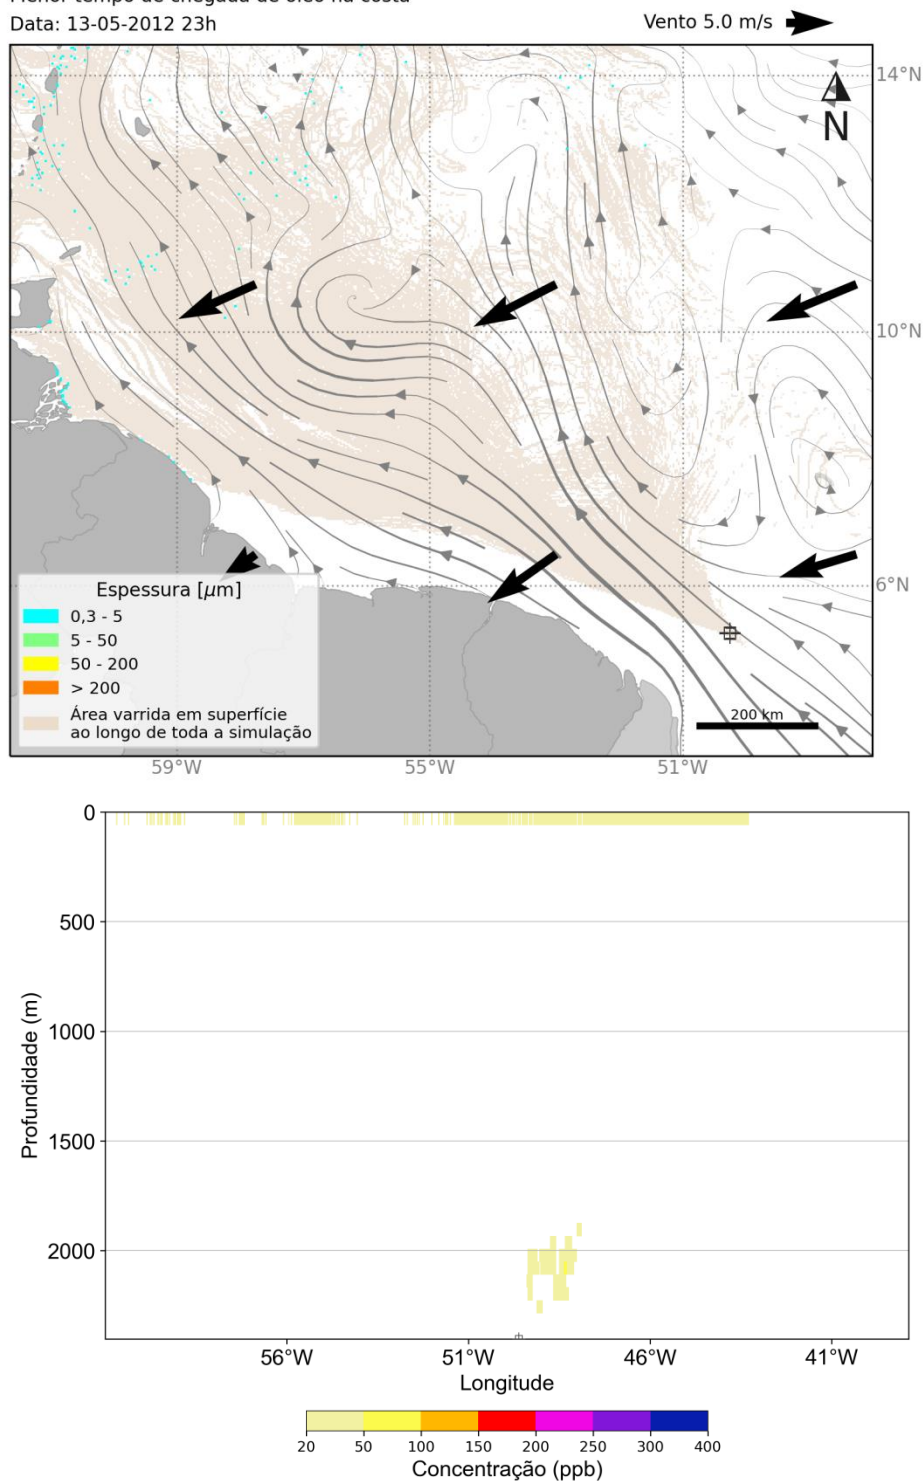 Menor tempo de chegada de óleo na costa
Data: 13-05-2012 23h
Vento 5.0 m/s
14°N
N
10°N
6°N
Espessura [μm]
0,3 - 5
5 - 50
50 - 200
> 200
Área varrida em superfície
ao longo de toda a simulação
200 km
59°W
55°W
51°W
0
500
1000
1500
2000
Profundidade (m)
56°W
51°W
46°W
41°W
Longitude
20
50
100
150
200
250
300
400
Concentração (ppb)